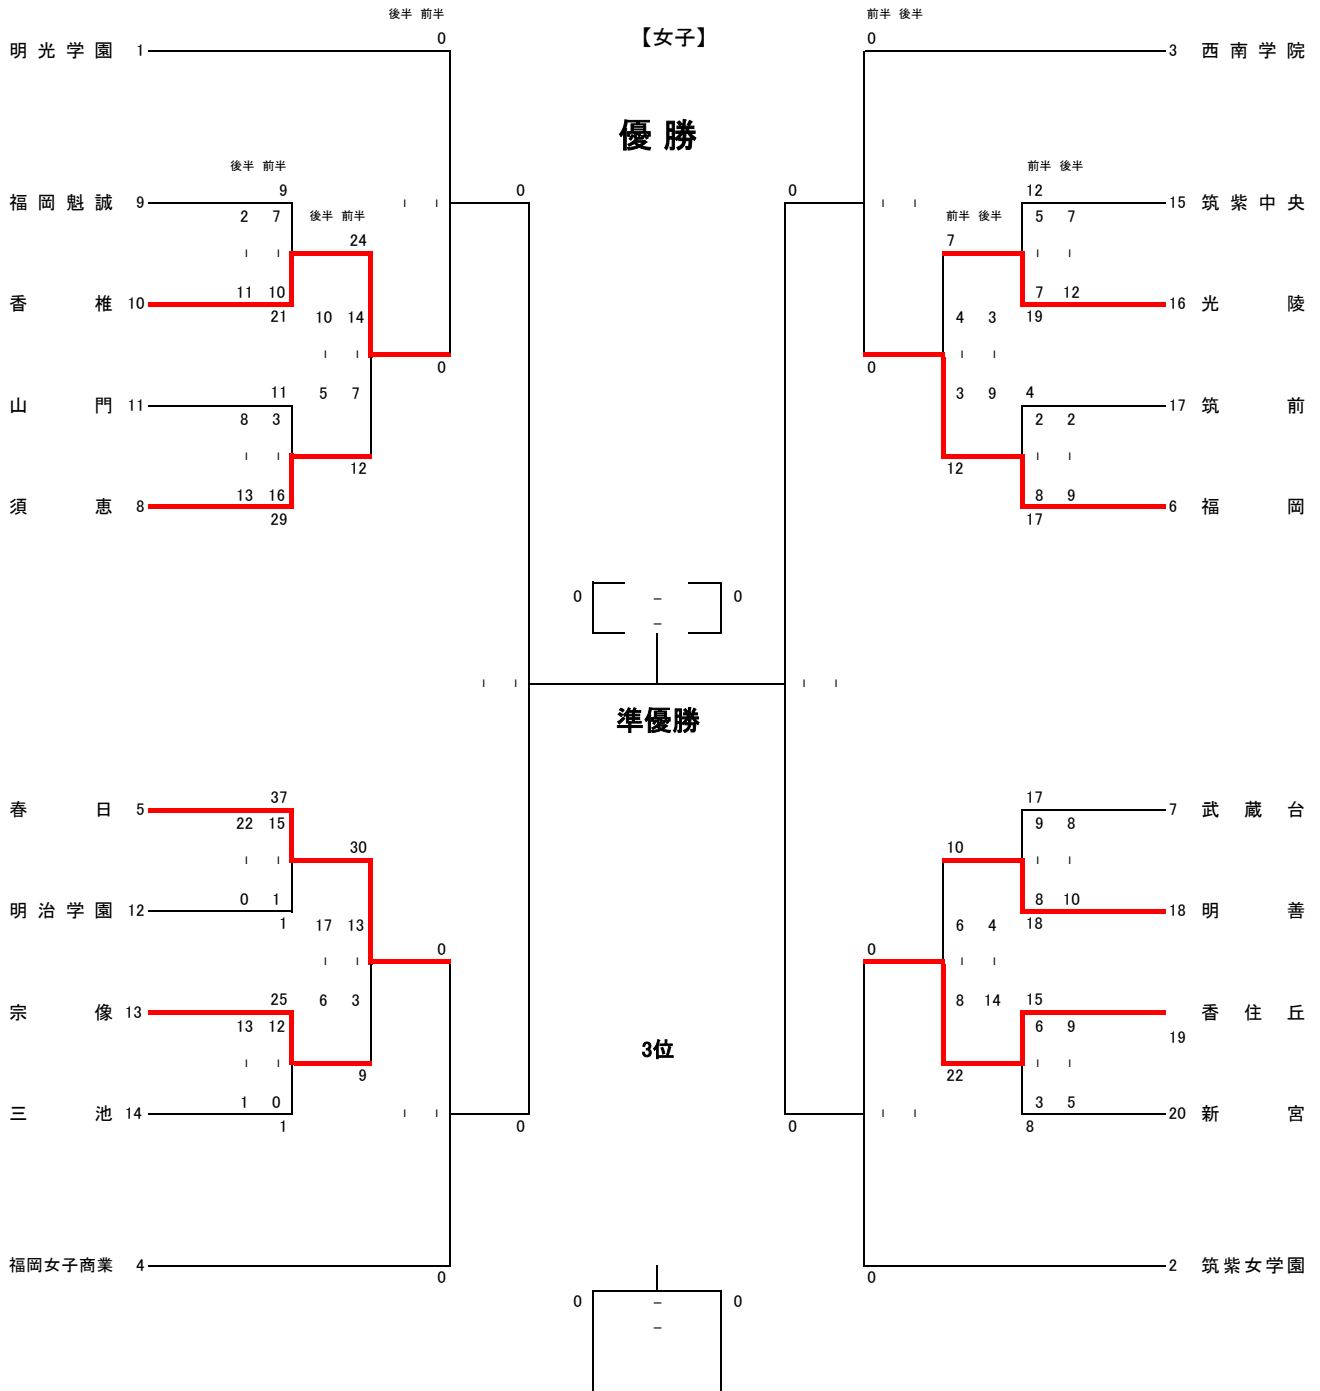 後半 前半 前半 後半
0 【女子】 0
明光学園 1 3 西南学院
優勝
後半 前半 前半 後半
9 0 0 12
福岡魁誠 9 15 筑紫中央
2 7 後半 前半 前半 後半 5 7
24 7
11 10 7 12
香椎 10 16 光陵
21 10 14 4 3 19
0 0
11 5 7 3 9 4
山門 11 17 筑前
8 3 2 2
12 12
13 16 8 9
須恵 8 6 福岡
29 17
0 － 0
－
準優勝
37 17
春日 5 7 武蔵台
22 15 9 8
30 10
0 1 8 10
明治学園 12 18 明善
1 17 13 6 4 18
0 0
25 6 3 8 14 15
宗像 13 香住丘
13 12 6 9
19
3位
9 22
1 0 3 5
三池 14 20 新宮
1 0 0 8
福岡女子商業 4 2 筑紫女学園
0 0
0 － 0
－